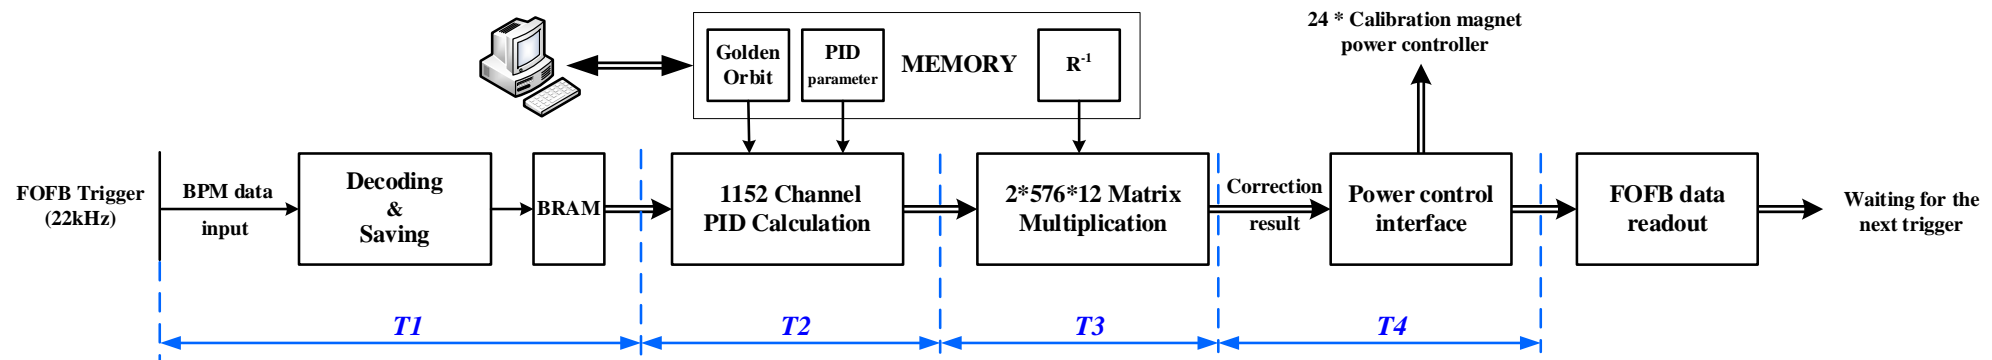 24 * Calibration magnet
power controller
Golden
Orbit
PID
parameter
MEMORY
R-1
FOFB Trigger
(22kHz)
BPM data
input
Decoding
&
Saving
BRAM
1152 Channel
PID Calculation
2*576*12 Matrix
Multiplication
Correction
result
Power control
interface
FOFB data
readout
Waiting for the
next trigger
T1
T2
T3
T4